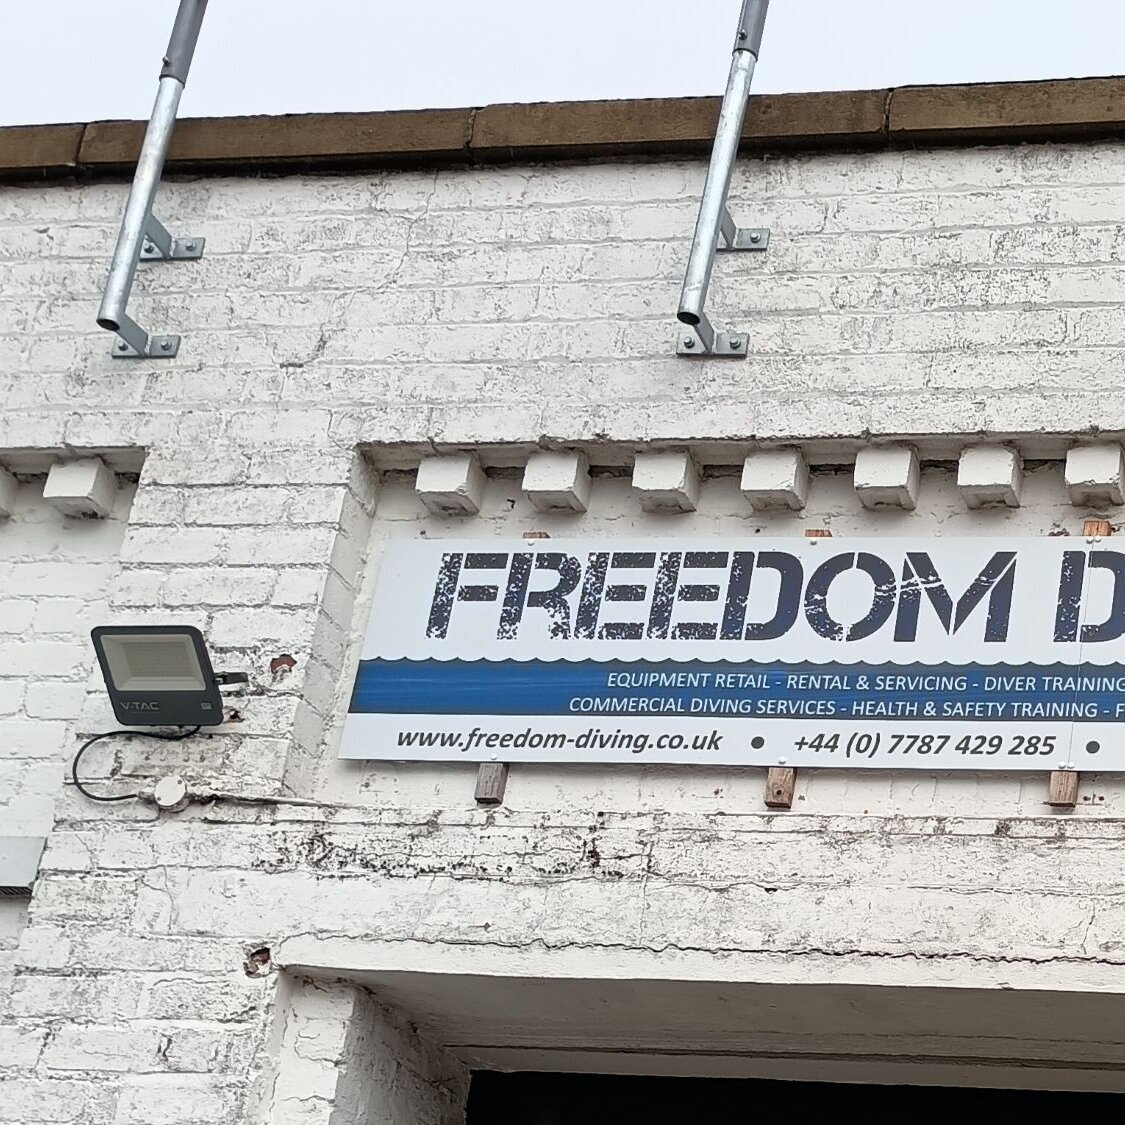 FREEDOM D
EQUIPMENT RETAIL - RENTAL & SERVICING - DIVER TRAINING
COMMERCIAL DIVING SERVICES - HEALTH & SAFETY TRAINING - F
www.freedom-diving.co.uk • +44 (0) 7787 429 285 •
V-TAC